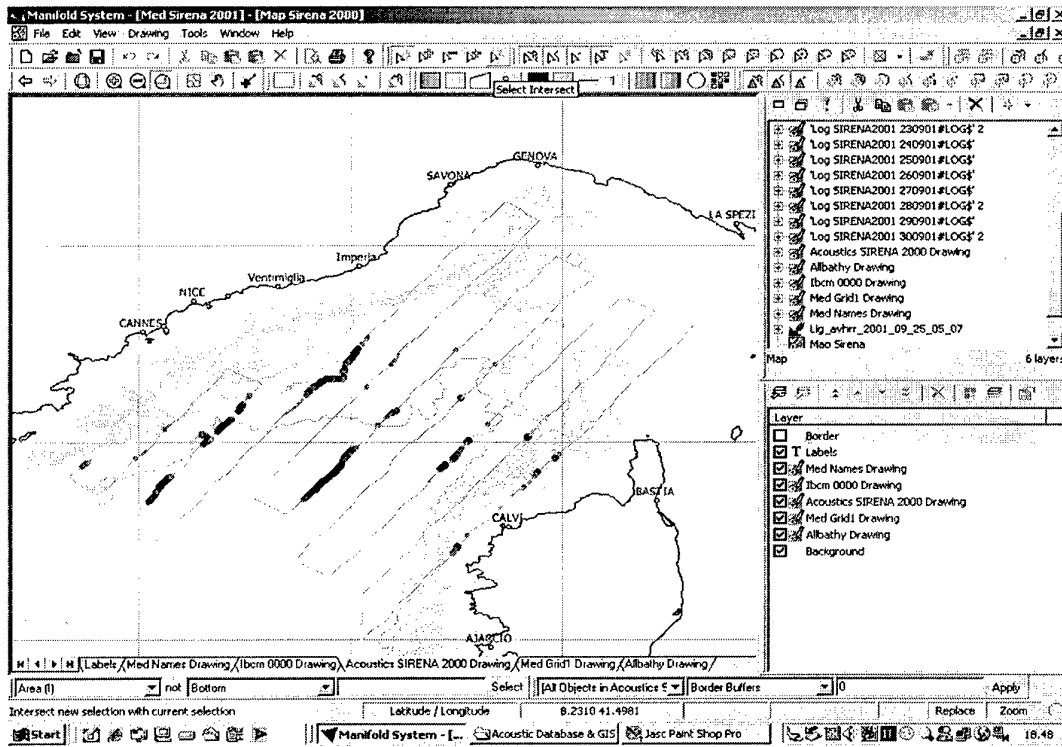 Manifold System - [Med Sirena 2001] - [Map Sirena 2000]
File Edit View Drawing Tools Window Help
Select Intersect
GENOVA
SAVONA
LA SPEZI
Imperia
Ventimiglia
NICE
CANNES
BASTIA
CALVI
AJACCIO
Labels Med Names Drawing Ibcm 0000 Drawing Acoustics SIRENA 2000 Drawing Med Grid1 Drawing Allbathy Drawing
'Log SIRENA2001 230901#LOG$' 2
'Log SIRENA2001 240901#LOG$'
'Log SIRENA2001 250901#LOG$'
'Log SIRENA2001 260901#LOG$'
'Log SIRENA2001 270901#LOG$'
'Log SIRENA2001 280901#LOG$' 2
'Log SIRENA2001 290901#LOG$'
'Log SIRENA2001 300901#LOG$' 2
Acoustics SIRENA 2000 Drawing
Allbathy Drawing
Ibcm 0000 Drawing
Med Grid1 Drawing
Med Names Drawing
Lig_avhrr_2001_09_25_05_07
Map Sirena
Map 6 layers
Layer
Border
T Labels
Med Names Drawing
Ibcm 0000 Drawing
Acoustics SIRENA 2000 Drawing
Med Grid1 Drawing
Allbathy Drawing
Background
Area (I) not Bottom Select [All Objects in Acoustics S Border Buffers 0 Apply
Intersect new selection with current selection Latitude / Longitude 8.2310 41.4981 Replace Zoom
Start Manifold System - [... Acoustic Database & GIS Jasc Paint Shop Pro 18.48